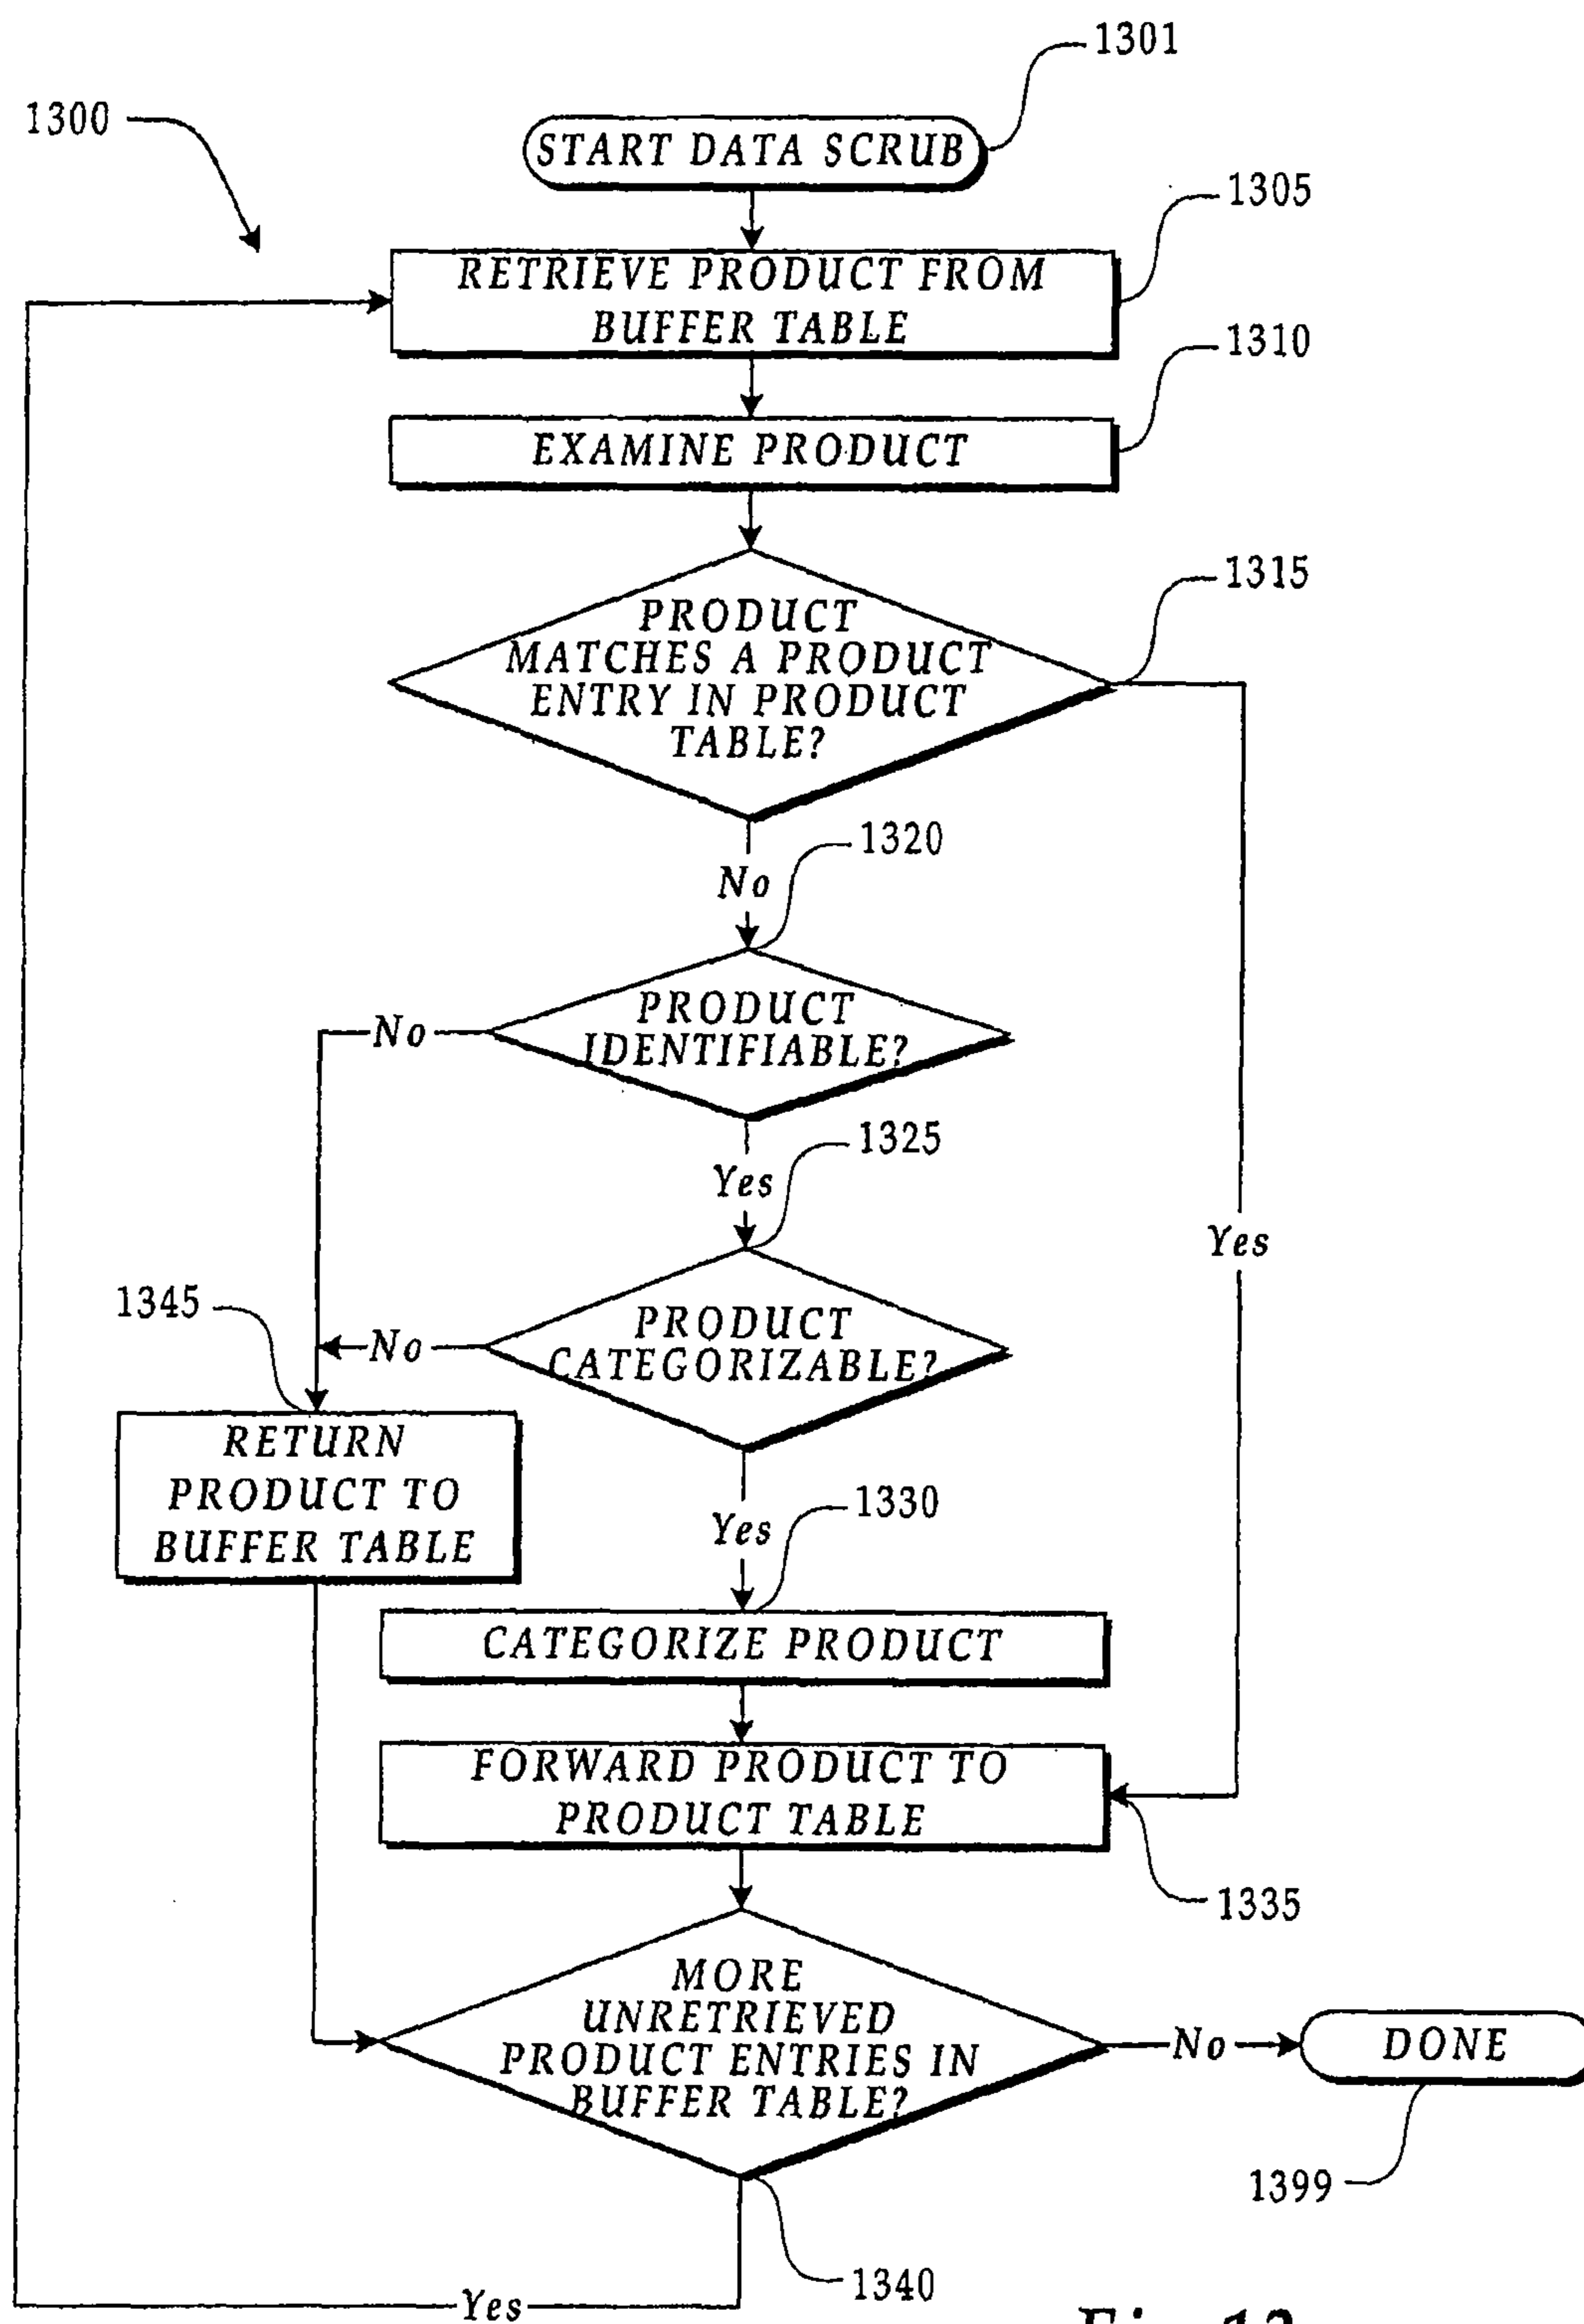 1301
1300
START DATA SCRUB
1305
RETRIEVE PRODUCT FROM
BUFFER TABLE
1310
EXAMINE PRODUCT
1315
PRODUCT
MATCHES A PRODUCT
ENTRY IN PRODUCT
TABLE?
1320
No
PRODUCT
IDENTIFIABLE?
No
1325
Yes
Yes
1345
PRODUCT
CATEGORIZABLE?
No
RETURN
PRODUCT TO
BUFFER TABLE
1330
Yes
CATEGORIZE PRODUCT
FORWARD PRODUCT TO
PRODUCT TABLE
1335
MORE
UNRETRIEVED
PRODUCT ENTRIES IN
BUFFER TABLE?
No
DONE
1399
1340
Yes